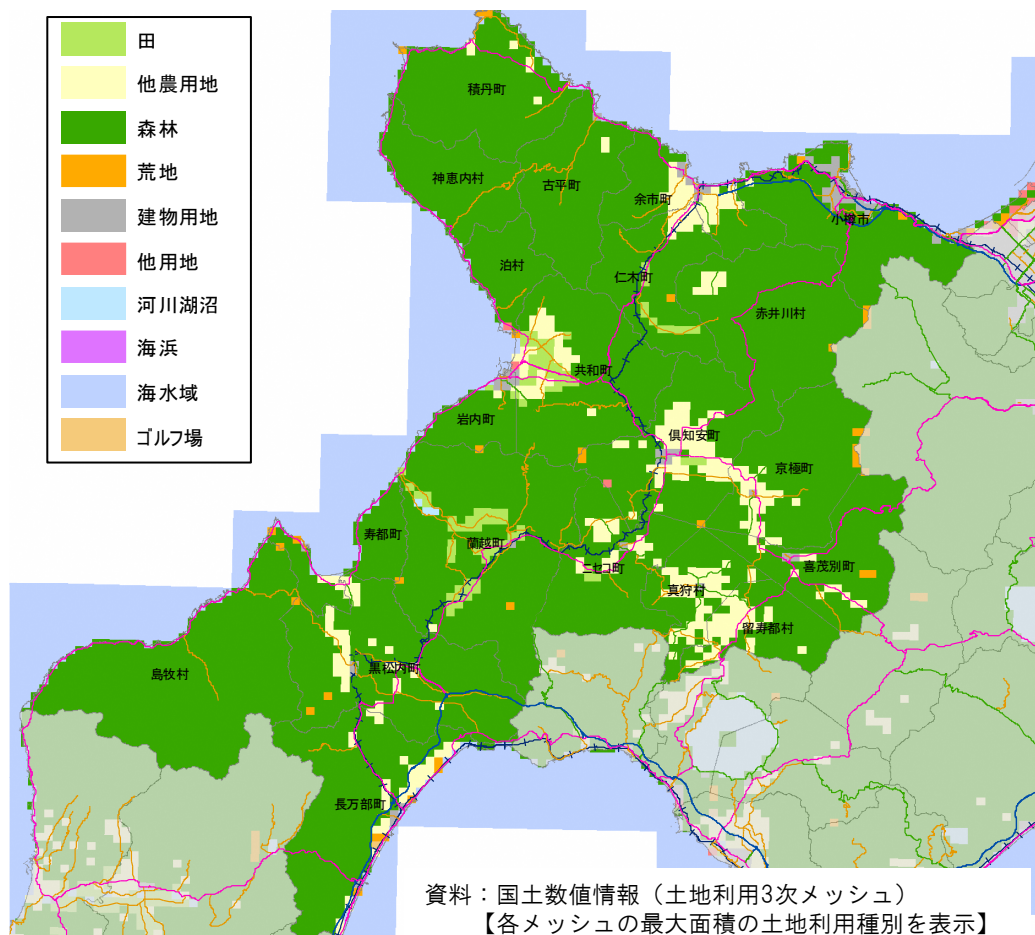 田
他農用地
森林
荒地
建物用地
他用地
河川湖沼
海浜
海水域
ゴルフ場
積丹町
神恵内村
古平町
余市町
小樽市
泊村
仁木町
赤井川村
共和町
岩内町
倶知安町
京極町
寿都町
蘭越町
ニセコ町
喜茂別町
真狩村
留寿都村
島牧村
黒松内町
長万部町
資料：国土数値情報（土地利用3次メッシュ）
【各メッシュの最大面積の土地利用種別を表示】